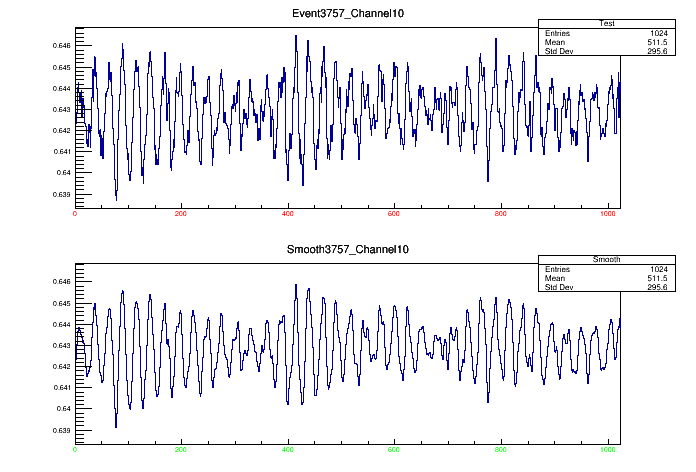 Event3757_Channel10
Test
Entries 1024
Mean 511.5
Std Dev 295.6
0.646
0.645
0.644
0.643
0.642
0.641
0.64
0.639
0 200 400 600 800 1000
Smooth3757_Channel10
Smooth
Entries 1024
Mean 511.5
Std Dev 295.6
0.646
0.645
0.644
0.643
0.642
0.641
0.64
0.639
0 200 400 600 800 1000